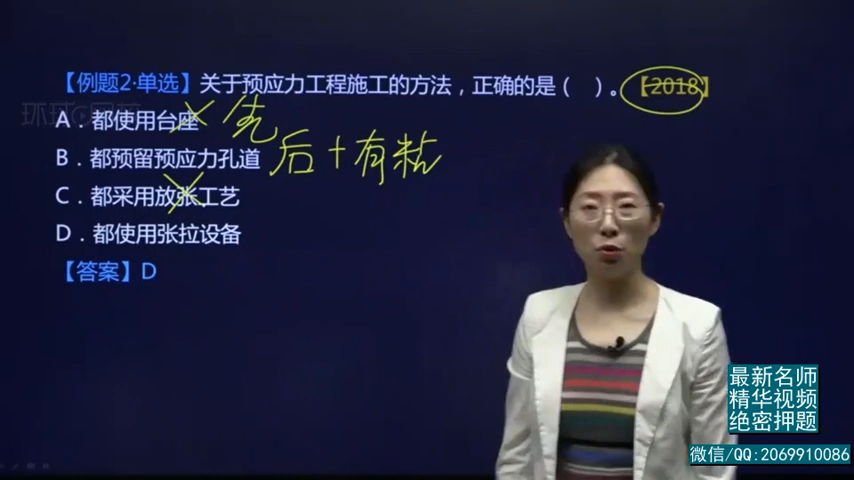 【例题2·单选】关于预应力工程施工的方法，正确的是（ ）。【2018】
A．都使用台座 先
B．都预留预应力孔道 后+有粘
C．都采用放张工艺
D．都使用张拉设备
【答案】D
最新名师
精华视频
绝密押题
微信/QQ:2069910086